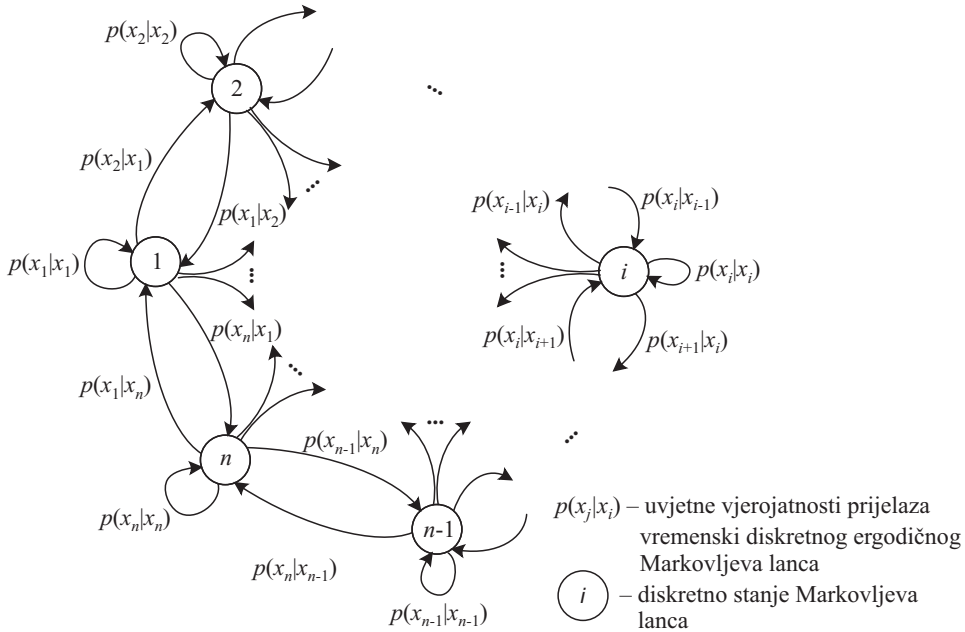 p(x₂|x₂)
2
...
p(x₂|x₁)
...
p(x₁|x₂)
p(xᵢ₋₁|xᵢ)
p(xᵢ|xᵢ₋₁)
p(x₁|x₁)
1
...
...
i
p(xᵢ|xᵢ)
p(xₙ|x₁)
p(xᵢ|xᵢ₊₁)
p(xᵢ₊₁|xᵢ)
...
p(x₁|xₙ)
...
n
p(xₙ₋₁|xₙ)
...
p(xₙ|xₙ)
n-1
p(xₙ|xₙ₋₁)
p(xₙ₋₁|xₙ₋₁)
p(xⱼ|xᵢ) – uvjetne vjerojatnosti prijelaza
vremenski diskretnog ergodičnog
Markovljeva lanca
i – diskretno stanje Markovljeva
lanca